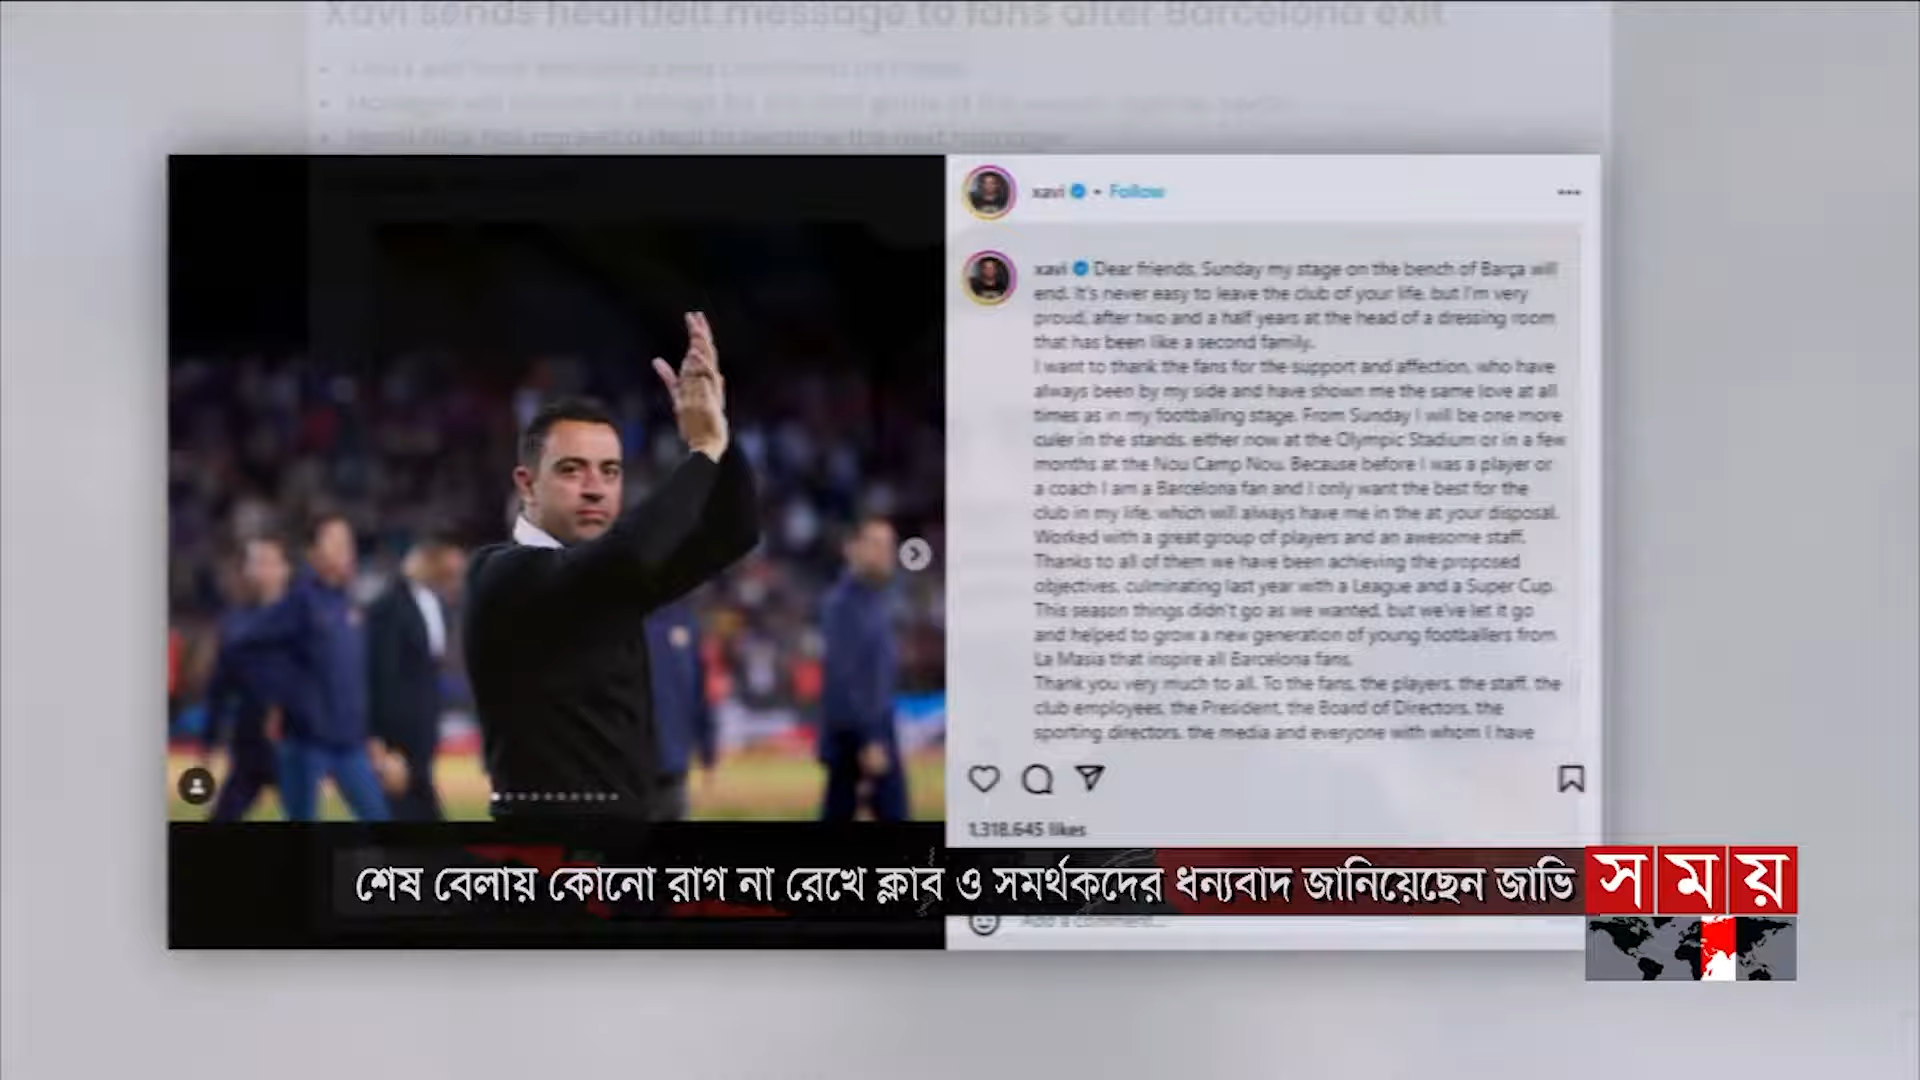 Xavi sends heartfelt message to fans after Barcelona exit
xavi • Follow
xavi Dear friends, Sunday my stage on the bench of Barça will
end. It's never easy to leave the club of your life, but I'm very
proud, after two and a half years at the head of a dressing room
that has been like a second family.
I want to thank the fans for the support and affection, who have
always been by my side and have shown me the same love at all
times as in my footballing stage. From Sunday I will be one more
culer in the stands, either now at the Olympic Stadium or in a few
months at the Nou Camp Nou. Because before I was a player or
a coach I am a Barcelona fan and I only want the best for the
club in my life, which will always have me in the at your disposal.
Worked with a great group of players and an awesome staff.
Thanks to all of them we have been achieving the proposed
objectives, culminating last year with a League and a Super Cup.
This season things didn't go as we wanted, but we've let it go
and helped to grow a new generation of young footballers from
La Masia that inspire all Barcelona fans.
Thank you very much to all. To the fans, the players, the staff, the
club employees, the President, the Board of Directors, the
sporting directors, the media and everyone with whom I have
1,318,645 likes
শেষ বেলায় কোনো রাগ না রেখে ক্লাব ও সমর্থকদের ধন্যবাদ জানিয়েছেন জাভি
সময়
Add a comment...